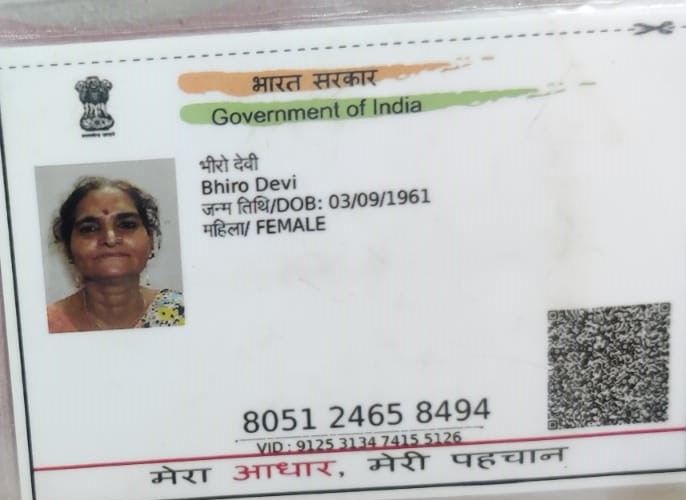 भारत सरकार
Government of India
भीरो देवी
Bhiro Devi
जन्म तिथि/DOB: 03/09/1961
महिला/ FEMALE
8051 2465 8494
VID : 9125 3134 7415 5126
मेरा आधार, मेरी पहचान